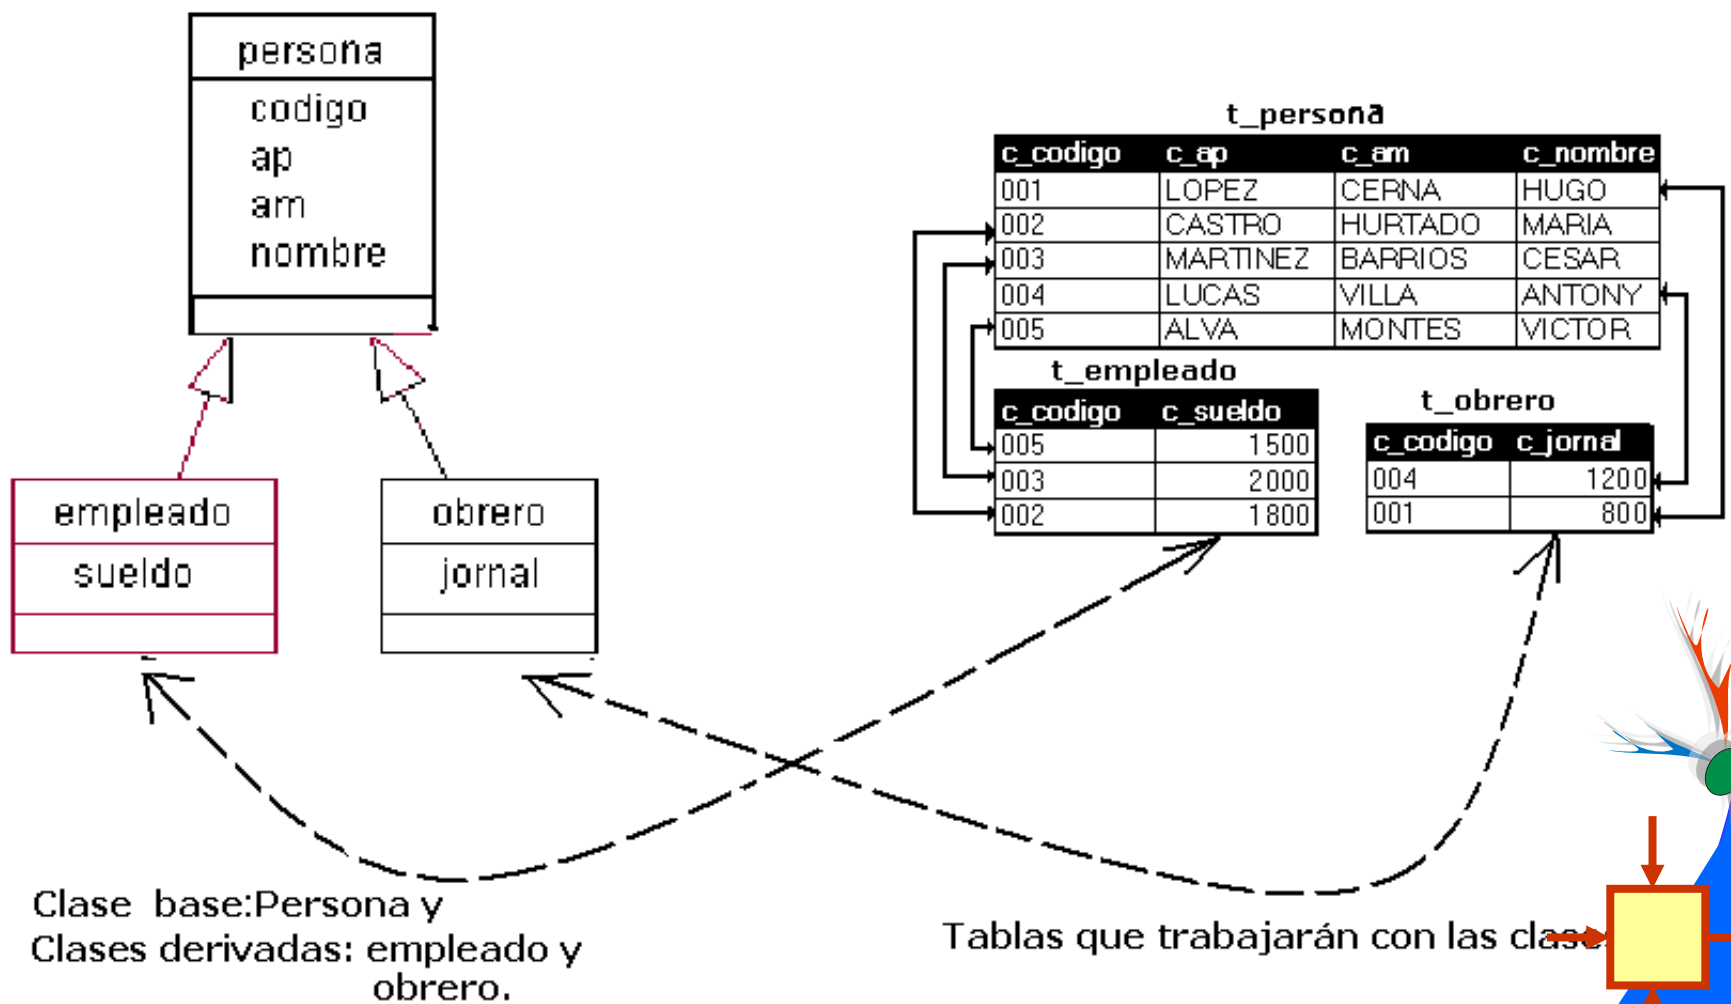 persona
codigo
ap
am
nombre
empleado
sueldo
obrero
jornal
t_persona
c_codigo c_ap c_am c_nombre
001 LOPEZ CERNA HUGO
002 CASTRO HURTADO MARIA
003 MARTINEZ BARRIOS CESAR
004 LUCAS VILLA ANTONY
005 ALVA MONTES VICTOR
t_empleado
c_codigo c_sueldo
005 1500
003 2000
002 1800
t_obrero
c_codigo c_jornal
004 1200
001 800
Clase base:Persona y
Clases derivadas: empleado y
obrero.
Tablas que trabajarán con las clase